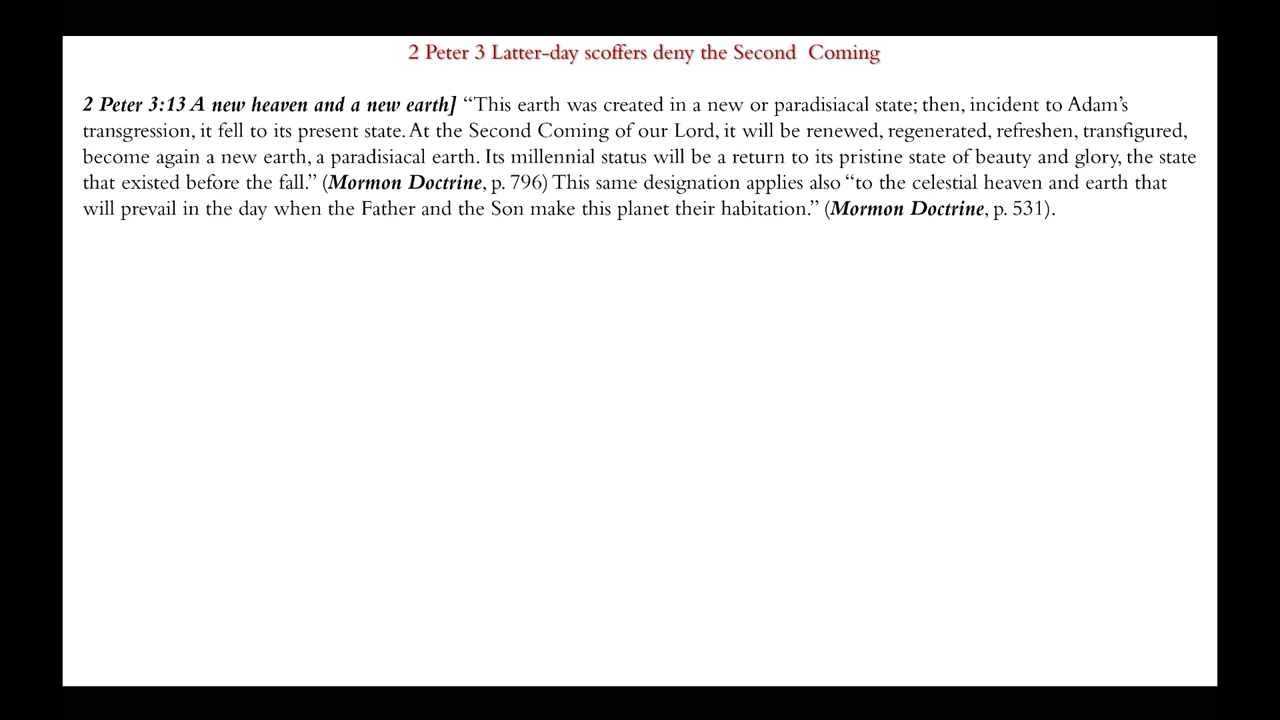 2 Peter 3 Latter-day scoffers deny the Second  Coming
2 Peter 3:13 A new heaven and a new earth] “This earth was created in a new or paradisiacal state; then, incident to Adam’s
transgression, it fell to its present state. At the Second Coming of our Lord, it will be renewed, regenerated, refreshen, transfigured,
become again a new earth, a paradisiacal earth. Its millennial status will be a return to its pristine state of beauty and glory, the state
that existed before the fall.” (Mormon Doctrine, p. 796) This same designation applies also “to the celestial heaven and earth that
will prevail in the day when the Father and the Son make this planet their habitation.” (Mormon Doctrine, p. 531).